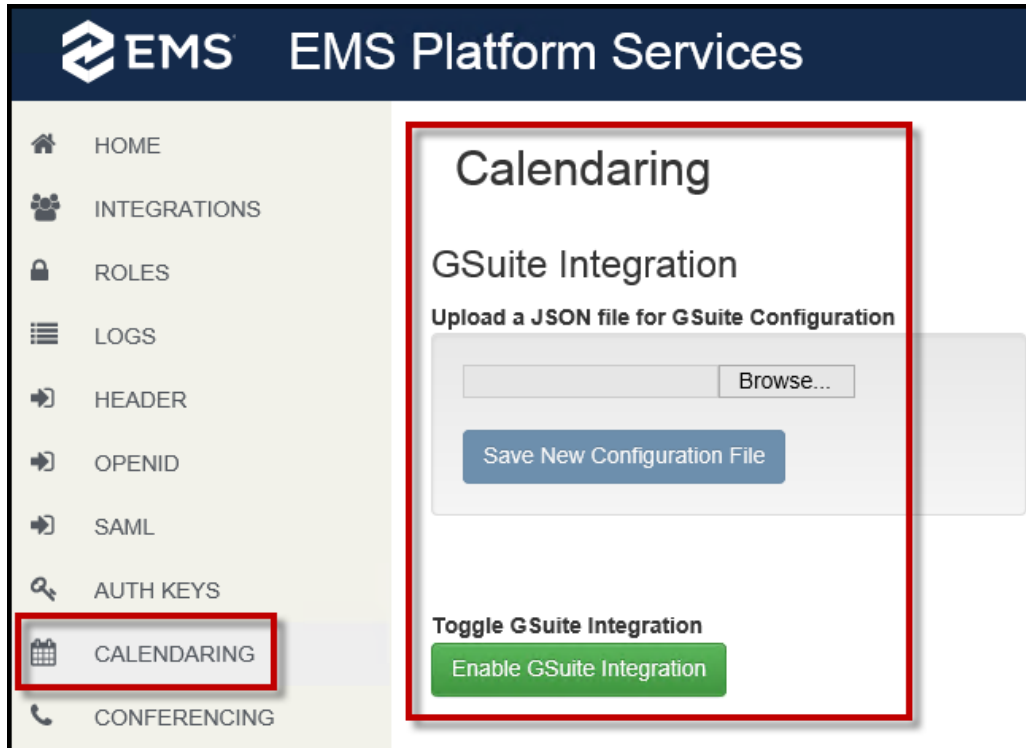 EMS EMS Platform Services
HOME
INTEGRATIONS
ROLES
LOGS
HEADER
OPENID
SAML
AUTH KEYS
CALENDARING
CONFERENCING
Calendaring
GSuite Integration
Upload a JSON file for GSuite Configuration
Browse...
Save New Configuration File
Toggle GSuite Integration
Enable GSuite Integration